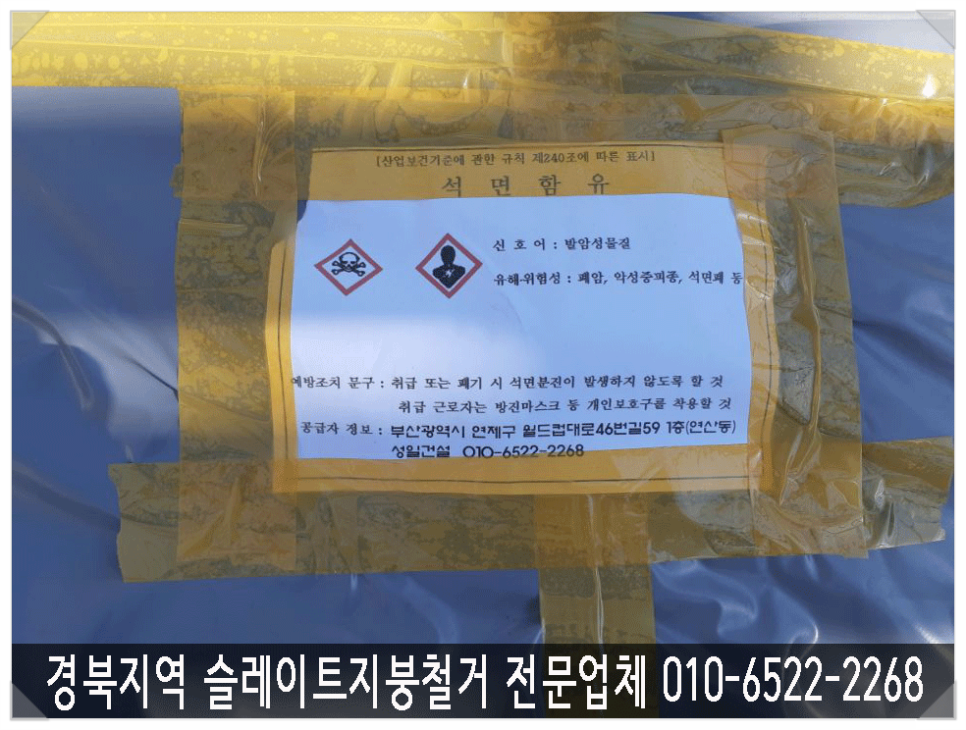 [산업보건기준에 관한 규칙 제240조에 따른 표시]
석 면 함 유
신 호 어 : 발암성물질
유해·위험성 : 폐암, 악성중피종, 석면폐 등
예방조치 문구 : 취급 또는 폐기 시 석면분진이 발생하지 않도록 할 것
취급 근로자는 방진마스크 등 개인보호구를 착용할 것
공급자 정보 : 부산광역시 연제구 월드컵대로46번길59 1층(연산동)
성일건설 010-6522-2268
경북지역 슬레이트지붕철거 전문업체 010-6522-2268